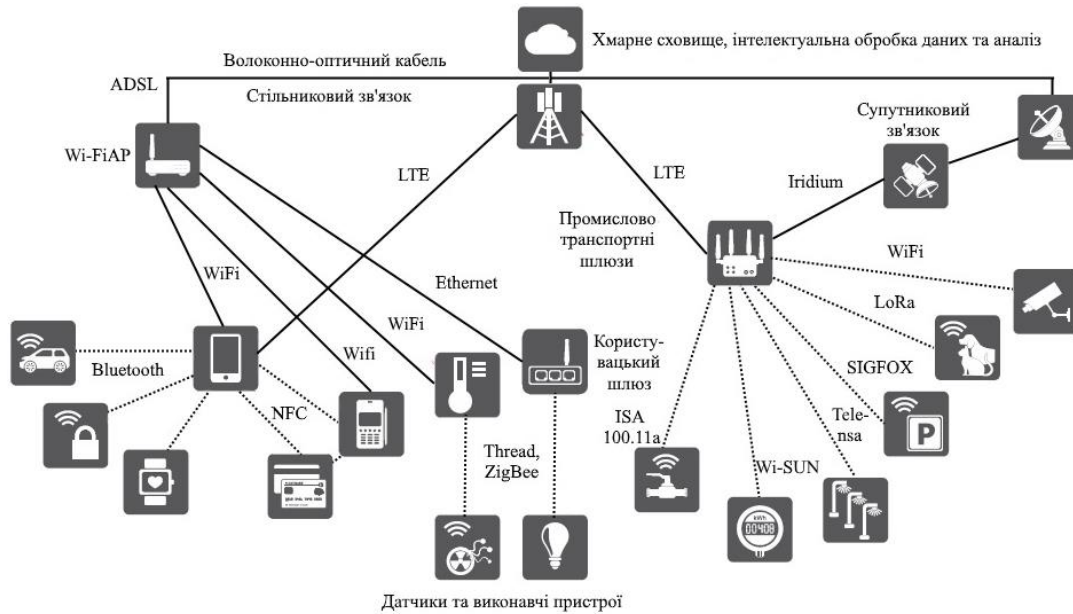 Хмарне сховище, інтелектуальна обробка даних та аналіз
Волоконно-оптичний кабель
ADSL
Стільниковий зв'язок
Супутниковий
зв'язок
Wi-FiAP
LTE
LTE
Iridium
Промислово
транспортні
шлюзи
WiFi
WiFi
Ethernet
LoRa
WiFi
Wifi
Користу-
вацький
шлюз
Bluetooth
SIGFOX
NFC
ISA
100.11a
Tele-
nsa
P
Thread,
ZigBee
Wi-SUN
kWh
00408
Датчики та виконавчі пристрої